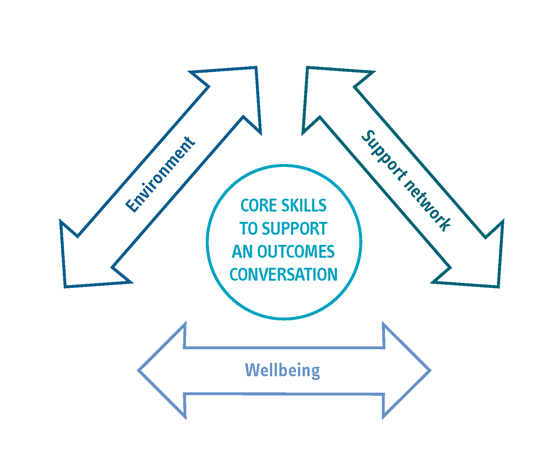 Environment
Support network
CORE SKILLS
TO SUPPORT
AN OUTCOMES
CONVERSATION
Wellbeing